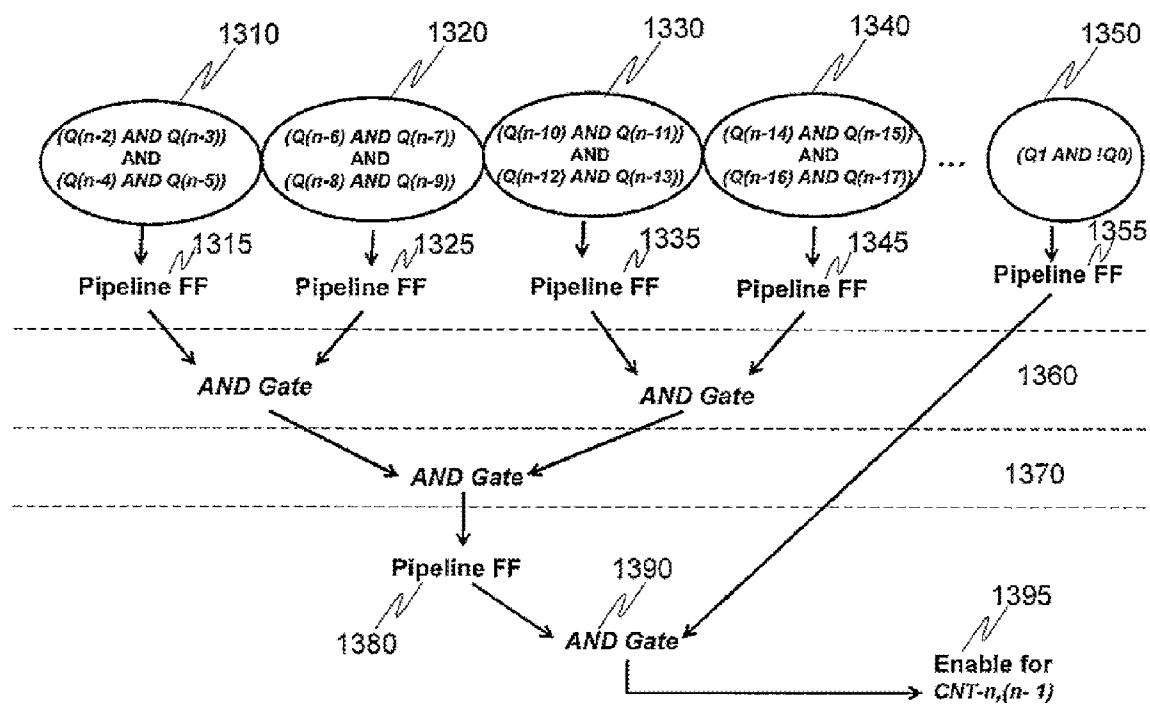 1310
1320
1330
1340
1350
(Q(n-2) AND Q(n-3))
AND
(Q(n-4) AND Q(n-5))
(Q(n-6) AND Q(n-7))
AND
(Q(n-8) AND Q(n-9))
(Q(n-10) AND Q(n-11))
AND
(Q(n-12) AND Q(n-13))
(Q(n-14) AND Q(n-15))
AND
(Q(n-16) AND Q(n-17))
...
(Q1 AND !Q0)
1315
1325
1335
1345
1355
Pipeline FF
Pipeline FF
Pipeline FF
Pipeline FF
Pipeline FF
AND Gate
AND Gate
1360
AND Gate
1370
Pipeline FF
1380
1390
AND Gate
1395
Enable for
CNT-n,(n- 1)